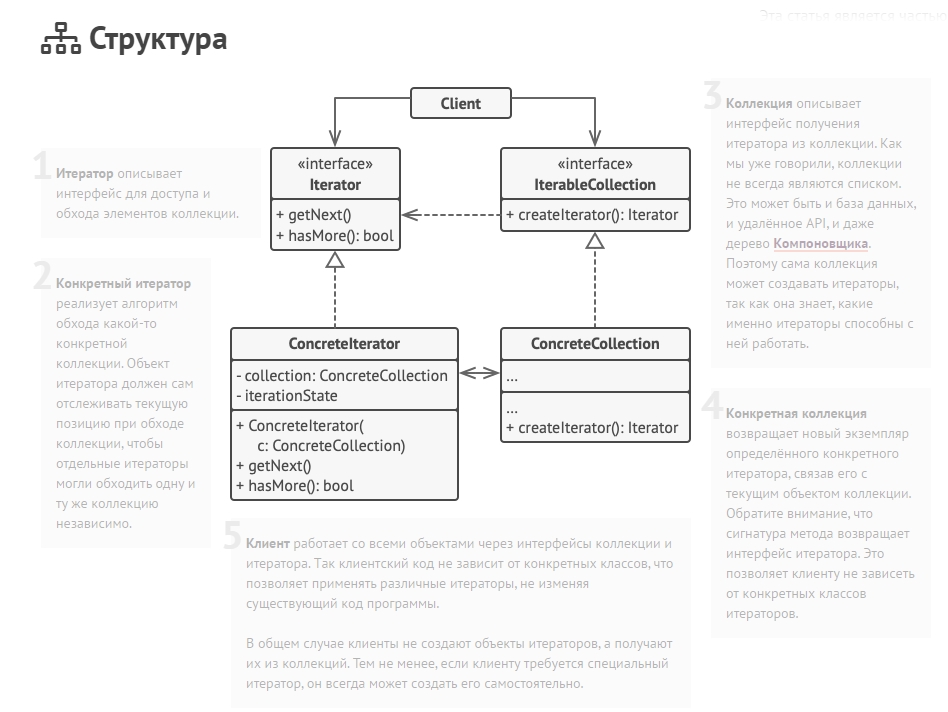 Эта статья является частью
Структура
Client
«interface»
Iterator
+ getNext()
+ hasMore(): bool
«interface»
IterableCollection
+ createIterator(): Iterator
ConcreteIterator
- collection: ConcreteCollection
- iterationState
+ ConcreteIterator(
c: ConcreteCollection)
+ getNext()
+ hasMore(): bool
ConcreteCollection
...
...
+ createIterator(): Iterator
1
Итератор описывает
интерфейс для доступа и
обхода элементов коллекции.
2
Конкретный итератор
реализует алгоритм
обхода какой-то
конкретной
коллекции. Объект
итератора должен сам
отслеживать текущую
позицию при обходе
коллекции, чтобы
отдельные итераторы
могли обходить одну и
ту же коллекцию
независимо.
3
Коллекция описывает
интерфейс получения
итератора из коллекции. Как
мы уже говорили, коллекции
не всегда являются списком.
Это может быть и база данных,
и удалённое API, и даже
дерево Компоновщика.
Поэтому сама коллекция
может создавать итераторы,
так как она знает, какие
именно итераторы способны с
ней работать.
4
Конкретная коллекция
возвращает новый экземпляр
определённого конкретного
итератора, связав его с
текущим объектом коллекции.
Обратите внимание, что
сигнатура метода возвращает
интерфейс итератора. Это
позволяет клиенту не зависеть
от конкретных классов
итераторов.
5
Клиент работает со всеми объектами через интерфейсы коллекции и
итератора. Так клиентский код не зависит от конкретных классов, что
позволяет применять различные итераторы, не изменяя
существующий код программы.
В общем случае клиенты не создают объекты итераторов, а получают
их из коллекций. Тем не менее, если клиенту требуется специальный
итератор, он всегда может создать его самостоятельно.